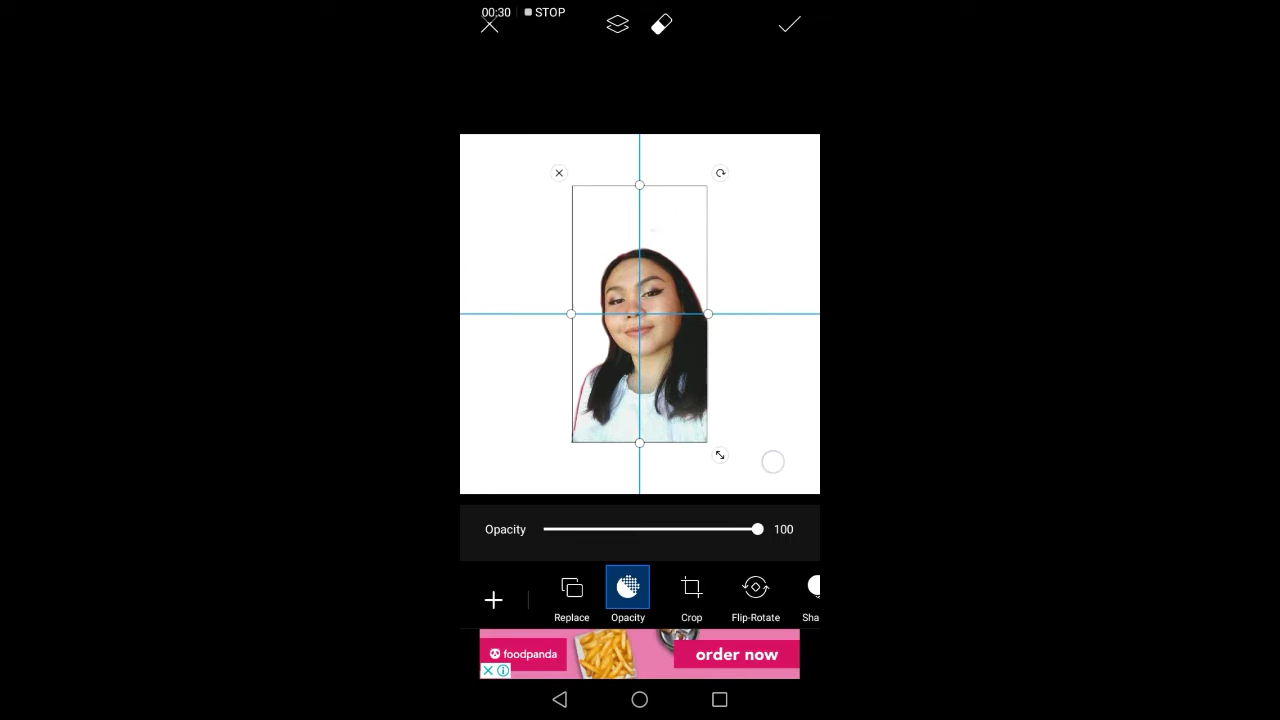 00:30 STOP
Opacity 100
Replace Opacity Crop Flip-Rotate Sha
foodpanda order now